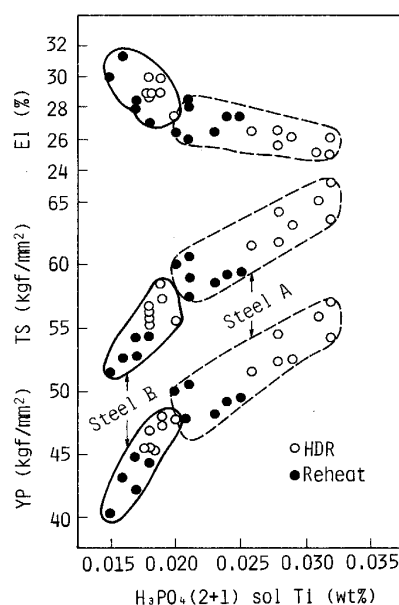 El (%)
32
30
28
26
24
TS (kgf/mm²)
65
60
55
50
YP (kgf/mm²)
45
40
Steel A
Steel B
○ HDR
● Reheat
0.015 0.020 0.025 0.030 0.035
H₃PO₄(2+1) sol Ti (wt%)